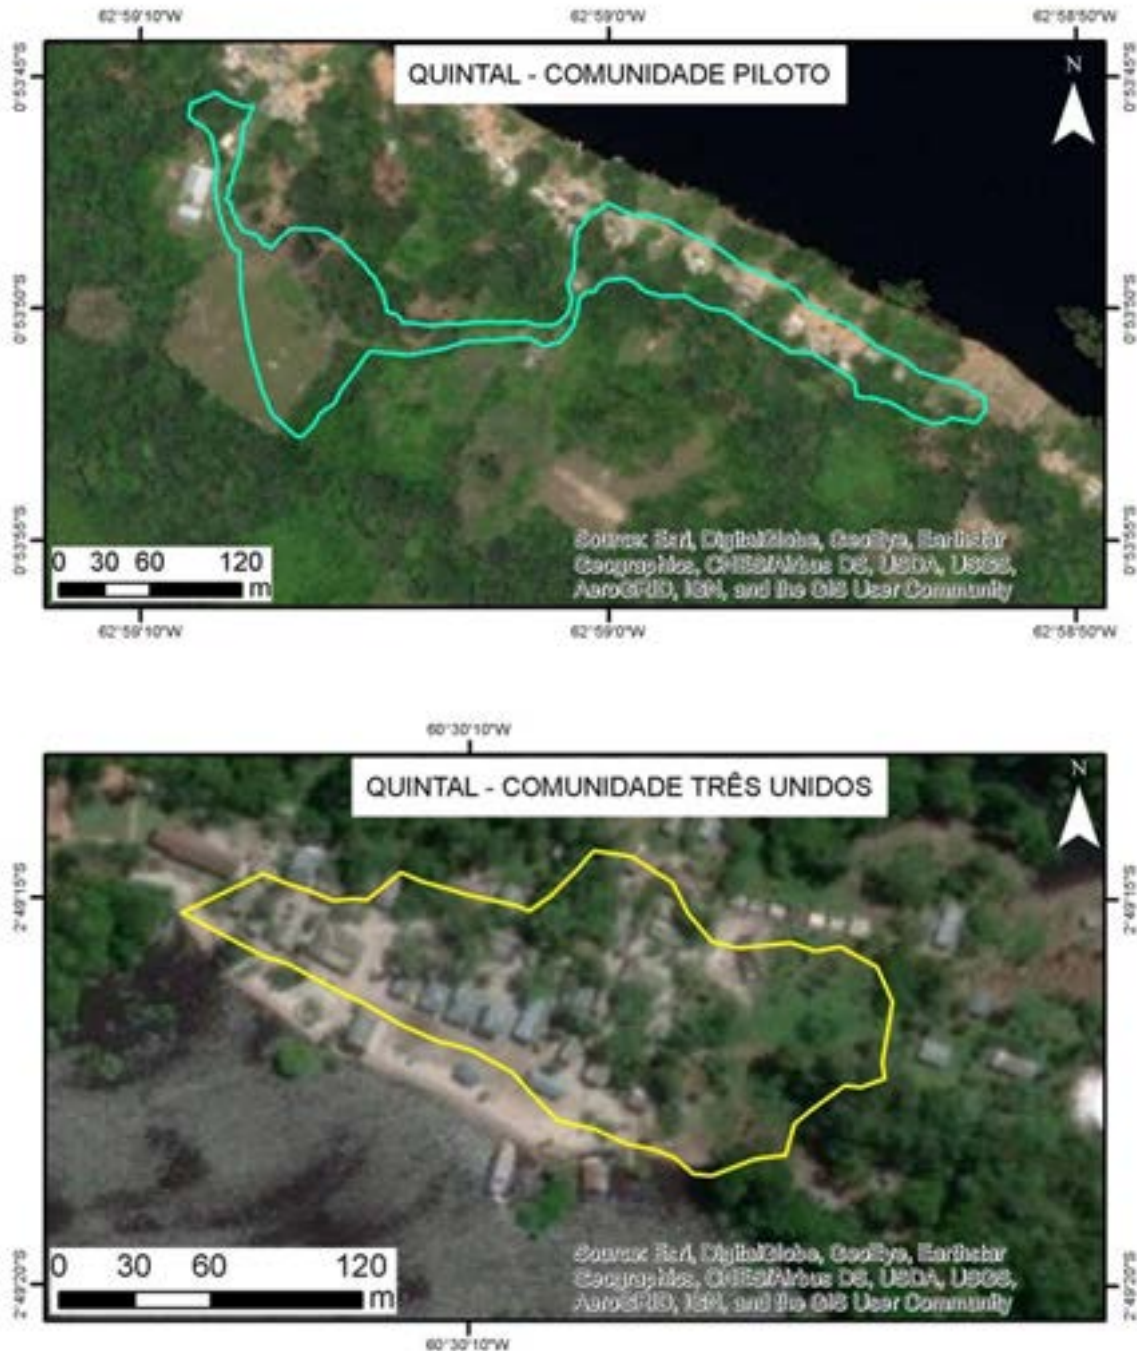 62°59'10"W 62°59'0"W 62°58'50"W
QUINTAL - COMUNIDADE PILOTO
N
0°53'45"S 0°53'45"S
0°53'50"S 0°53'50"S
0°53'55"S 0°53'55"S
0 30 60 120
m
Source: Esri, DigitalGlobe, GeoEye, Earthstar
Geographics, CNES/Airbus DS, USDA, USGS,
AeroGRID, IGN, and the GIS User Community
62°59'10"W 62°59'0"W 62°58'50"W
60°30'10"W
QUINTAL - COMUNIDADE TRÊS UNIDOS
N
2°49'15"S 2°49'15"S
2°49'20"S 2°49'20"S
0 30 60 120
m
Source: Esri, DigitalGlobe, GeoEye, Earthstar
Geographics, CNES/Airbus DS, USDA, USGS,
AeroGRID, IGN, and the GIS User Community
60°30'10"W